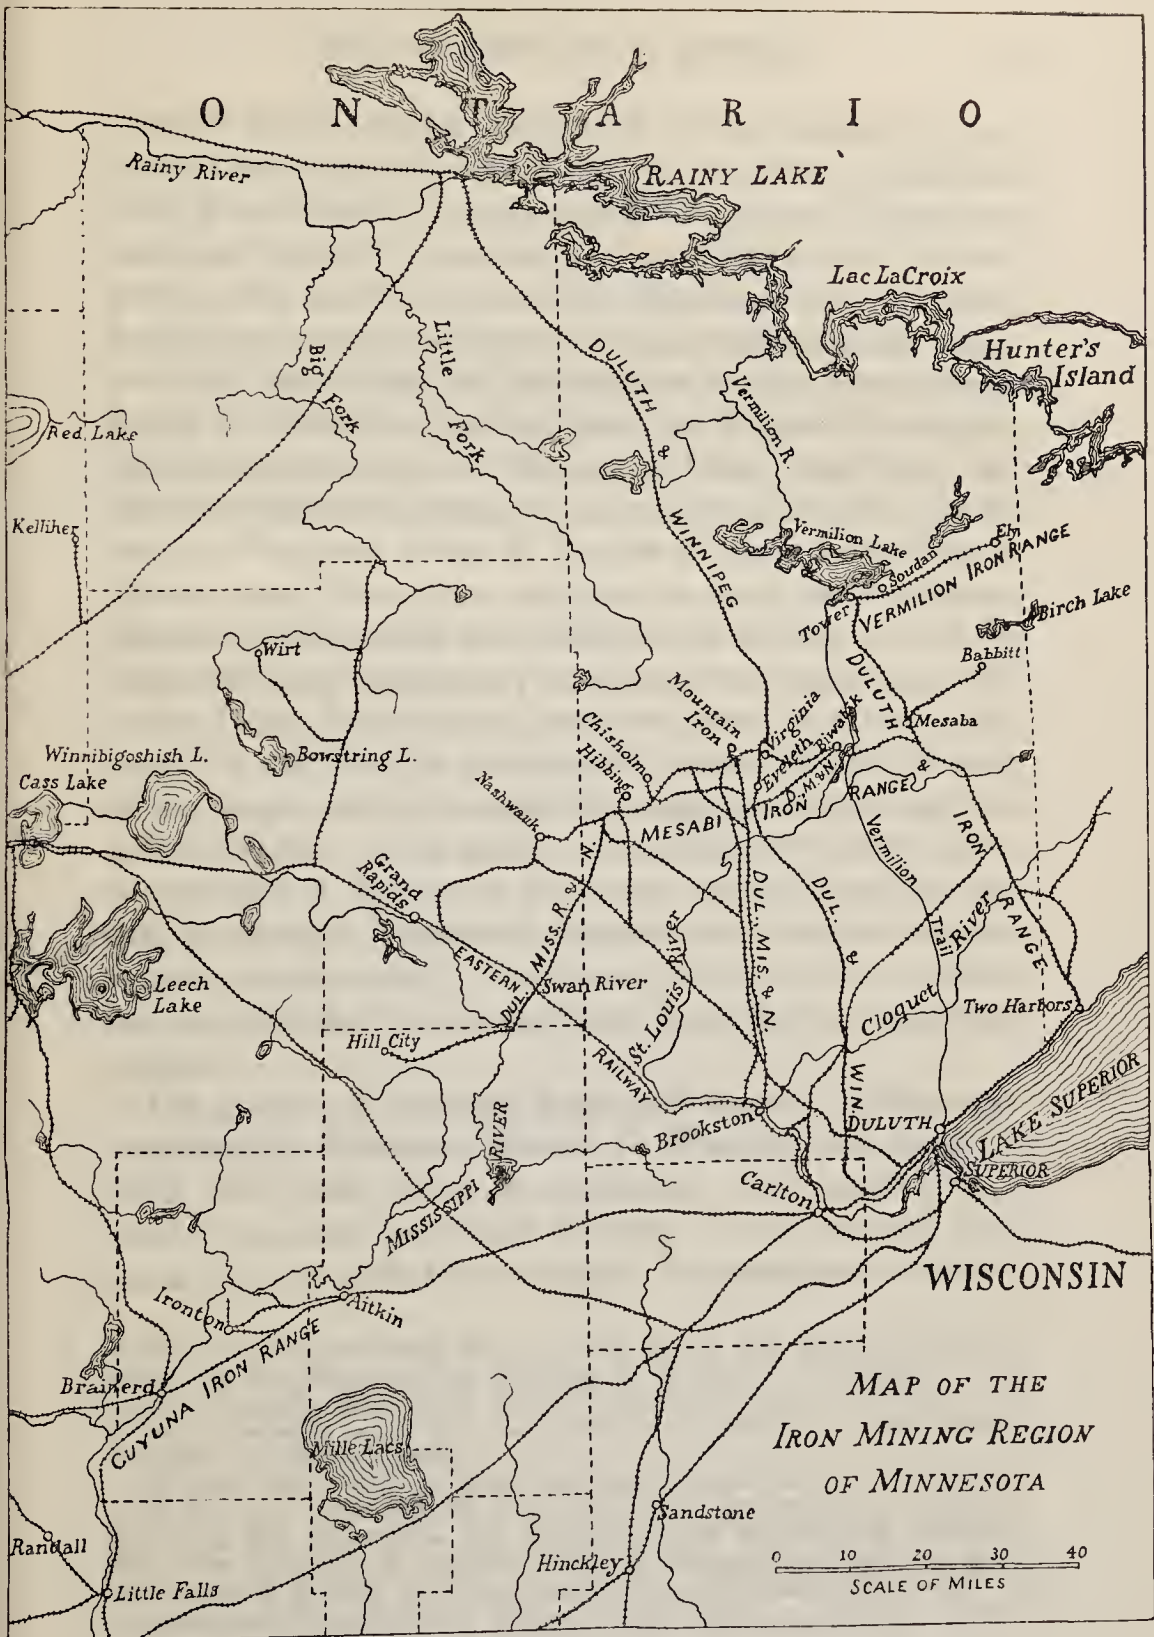 ONTARIO
Rainy River
RAINY LAKE
Lac LaCroix
Hunter's
Island
Big
Fork
Little
Fork
DULUTH
&
WINNIPEG
Vermilion R.
Red Lake
Kelliher
Vermilion Lake
Ely
Soudan
Tower
VERMILION IRON RANGE
Birch Lake
Babbitt
Wirt
DULUTH
&
IRON
RANGE
Mesaba
Mountain
Iron
Virginia
Eveleth
Biwabik
D., M. & N.
Chisholm
Hibbing
Nashwauk
MESABI
IRON
RANGE
Winnibigoshish L.
Bowstring L.
Cass Lake
Grand
Rapids
Vermilion
Trail
DUL.
&
WIN.
DUL., MIS. & N.
DUL. MISS. R. & N.
EASTERN
RAILWAY
St. Louis River
Cloquet
River
Leech
Lake
Swan River
Two Harbors
Hill City
Brookston
DULUTH
LAKE SUPERIOR
SUPERIOR
Carlton
MISSISSIPPI
RIVER
WISCONSIN
Ironton
Aitkin
Brainerd
CUYUNA IRON RANGE
Mille Lacs
MAP OF THE
IRON MINING REGION
OF MINNESOTA
Sandstone
Randall
Hinckley
Little Falls
0 10 20 30 40
SCALE OF MILES